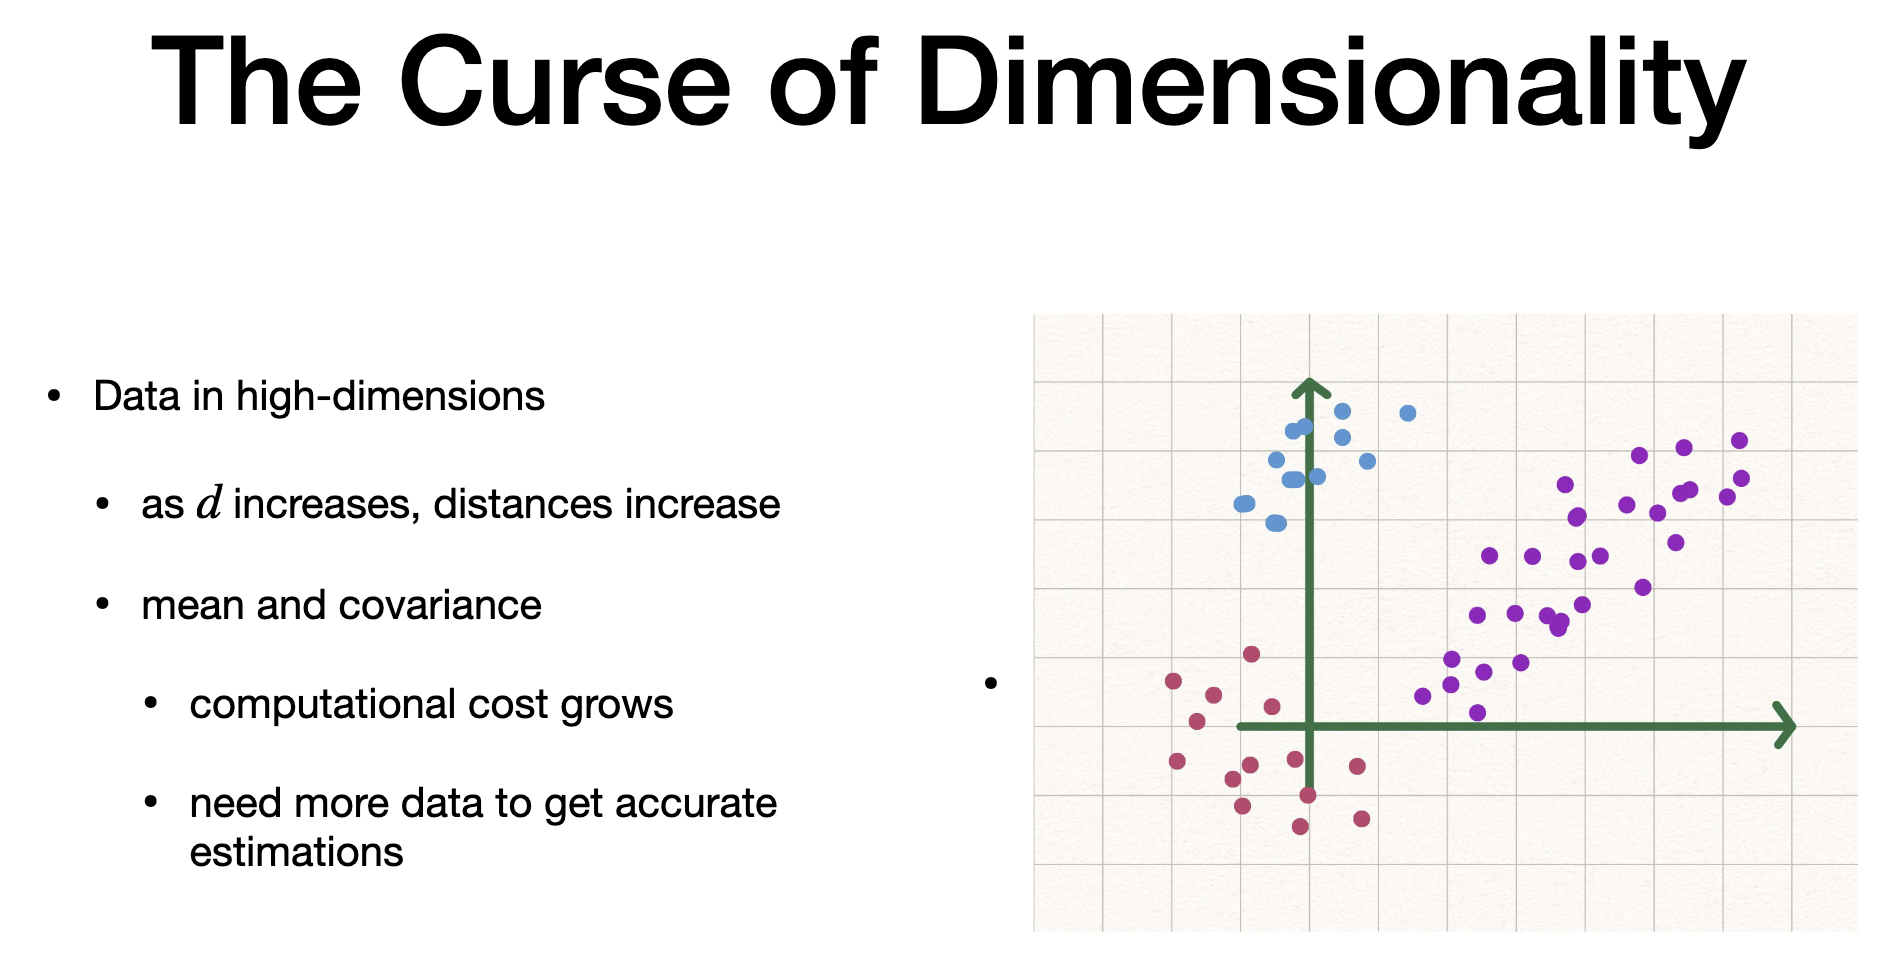 The Curse of Dimensionality
• Data in high-dimensions
• as d increases, distances increase
• mean and covariance
• computational cost grows
• need more data to get accurate
estimations
•